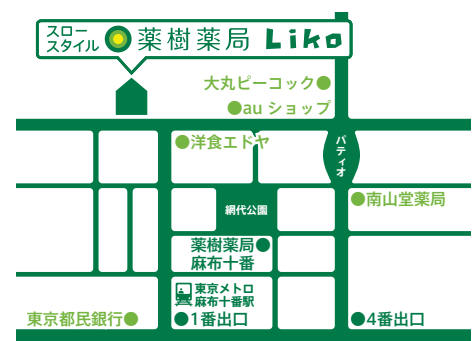 スロー
スタイル
薬樹薬局 Liko
大丸ピーコック●
●au ショップ
●洋食エドヤ
パティオ
●南山堂薬局
網代公園
薬樹薬局●
麻布十番
東京メトロ
麻布十番駅
東京都民銀行●
●1番出口
●4番出口